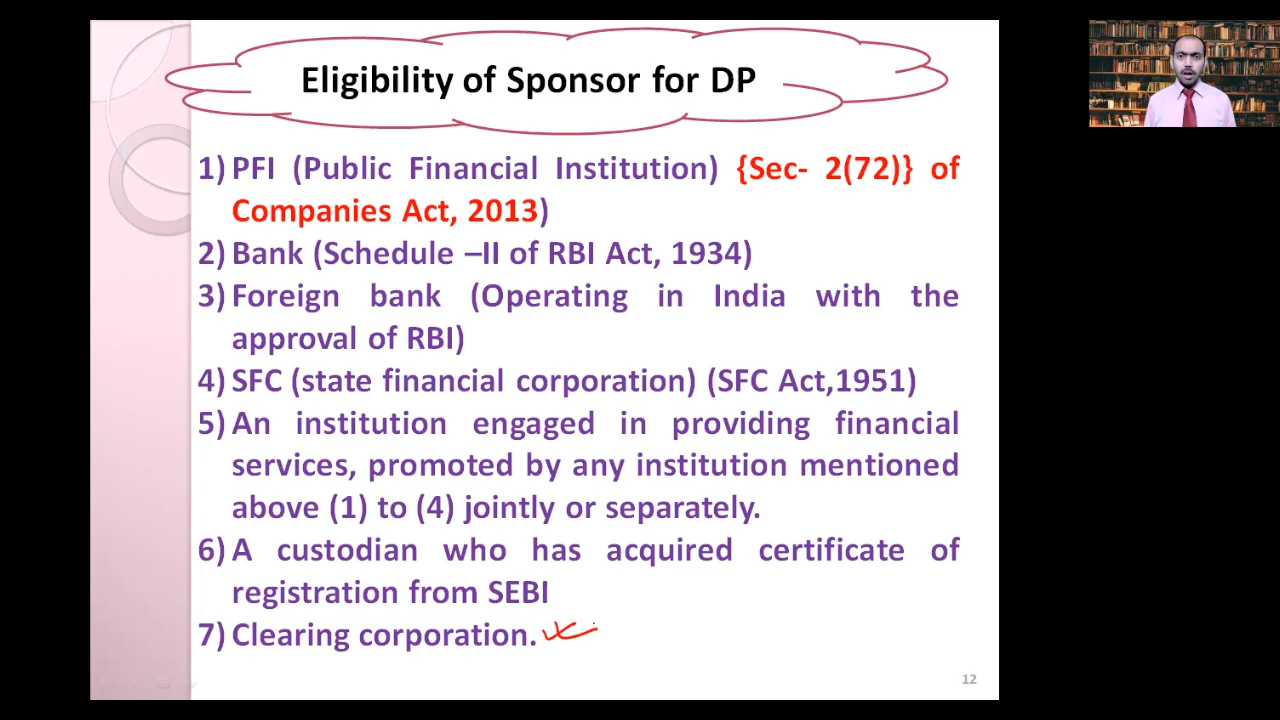 Eligibility of Sponsor for DP
1) PFI (Public Financial Institution) {Sec- 2(72)} of
Companies Act, 2013)
2) Bank (Schedule –II of RBI Act, 1934)
3) Foreign bank (Operating in India with the
approval of RBI)
4) SFC (state financial corporation) (SFC Act,1951)
5) An institution engaged in providing financial
services, promoted by any institution mentioned
above (1) to (4) jointly or separately.
6) A custodian who has acquired certificate of
registration from SEBI
7) Clearing corporation.
12